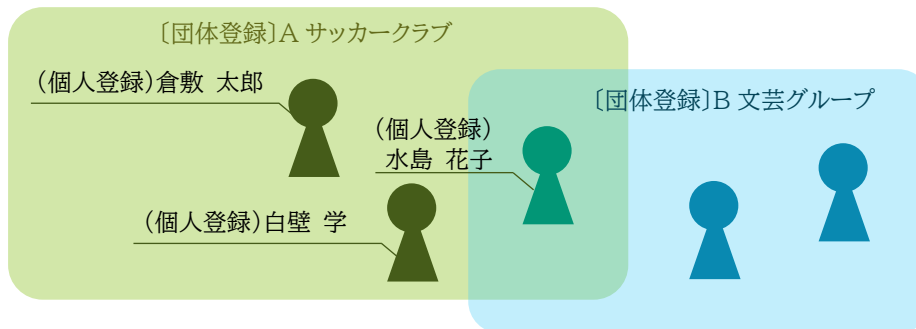 〔団体登録〕A サッカークラブ
(個人登録)倉敷 太郎
〔団体登録〕B 文芸グループ
(個人登録)
水島 花子
(個人登録)白壁 学